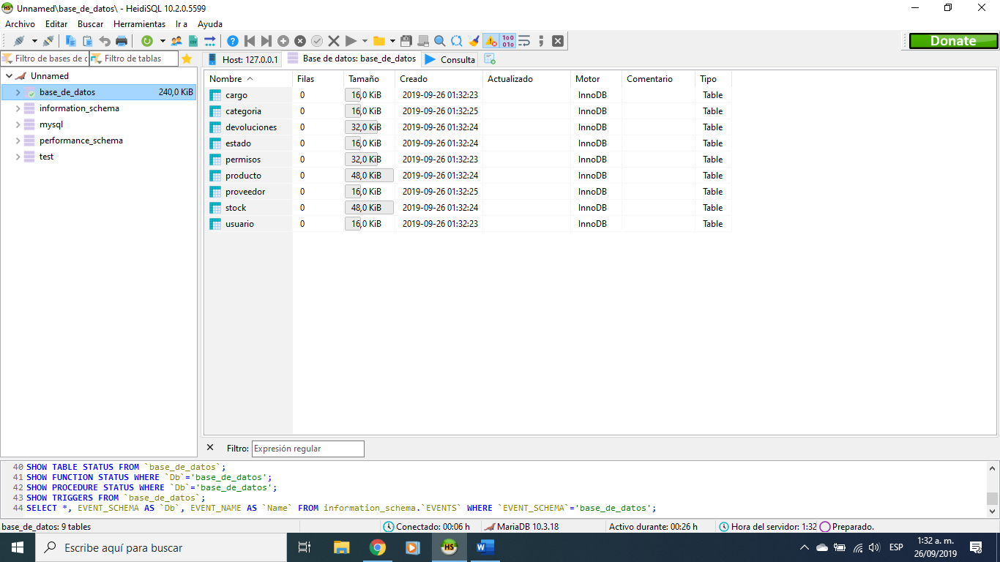 Unnamed\base_de_datos\ - HeidiSQL 10.2.0.5599
Archivo Editar Buscar Herramientas Ir a Ayuda
Donate
Filtro de bases de d Filtro de tablas
Host: 127.0.0.1 Base de datos: base_de_datos Consulta
Unnamed
base_de_datos 240,0 KiB
information_schema
mysql
performance_schema
test
Nombre Filas Tamaño Creado Actualizado Motor Comentario Tipo
cargo 0 16,0 KiB 2019-09-26 01:32:23 InnoDB Table
categoria 0 16,0 KiB 2019-09-26 01:32:25 InnoDB Table
devoluciones 0 32,0 KiB 2019-09-26 01:32:24 InnoDB Table
estado 0 16,0 KiB 2019-09-26 01:32:24 InnoDB Table
permisos 0 32,0 KiB 2019-09-26 01:32:23 InnoDB Table
producto 0 48,0 KiB 2019-09-26 01:32:24 InnoDB Table
proveedor 0 16,0 KiB 2019-09-26 01:32:25 InnoDB Table
stock 0 48,0 KiB 2019-09-26 01:32:24 InnoDB Table
usuario 0 16,0 KiB 2019-09-26 01:32:23 InnoDB Table
Filtro: Expresión regular
40 SHOW TABLE STATUS FROM `base_de_datos`;
41 SHOW FUNCTION STATUS WHERE `Db`='base_de_datos';
42 SHOW PROCEDURE STATUS WHERE `Db`='base_de_datos';
43 SHOW TRIGGERS FROM `base_de_datos`;
44 SELECT *, EVENT_SCHEMA AS `Db`, EVENT_NAME AS `Name` FROM information_schema.`EVENTS` WHERE `EVENT_SCHEMA`='base_de_datos';
base_de_datos: 9 tables Conectado: 00:06 h MariaDB 10.3.18 Activo durante: 00:26 h Hora del servidor: 1:32 Preparado.
Escribe aquí para buscar
HS
W
ESP
1:32 a. m.
26/09/2019